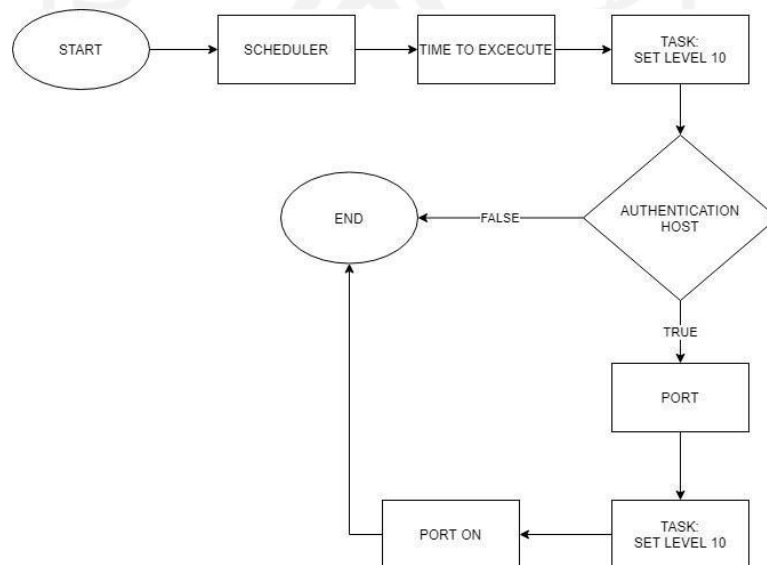 START
SCHEDULER
TIME TO EXCECUTE
TASK:
SET LEVEL 10
AUTHENTICATION
HOST
FALSE
END
TRUE
PORT
TASK:
SET LEVEL 10
PORT ON